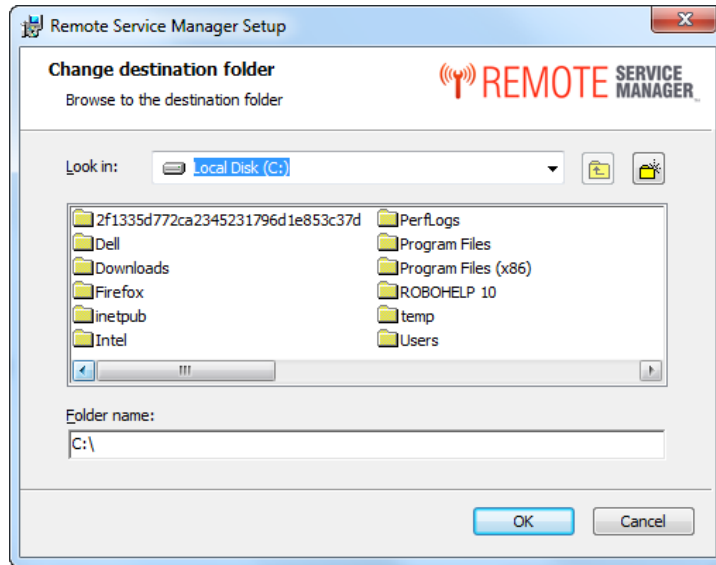 Remote Service Manager Setup
Change destination folder
Browse to the destination folder
REMOTE SERVICE MANAGER
Look in:
Local Disk (C:)
2f1335d772ca2345231796d1e853c37d
Dell
Downloads
Firefox
inetpub
Intel
PerfLogs
Program Files
Program Files (x86)
ROBOHELP 10
temp
Users
Folder name:
C:\
OK
Cancel